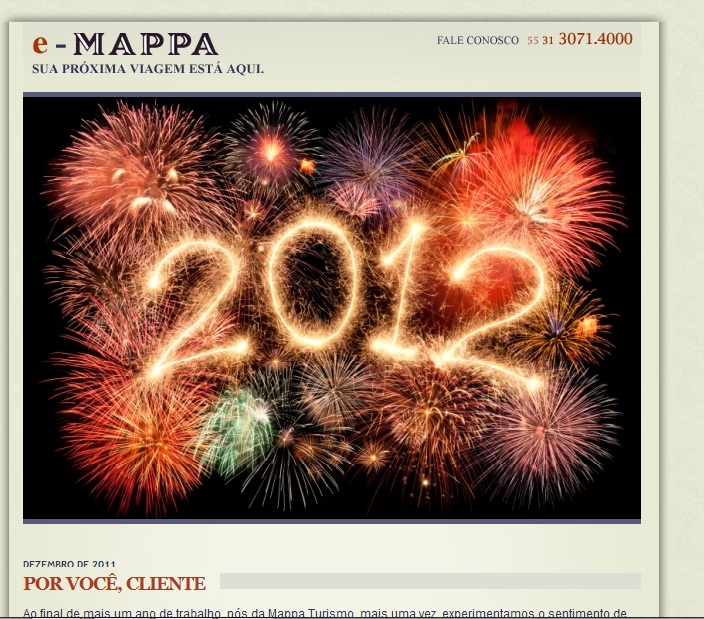 e - MAPPA
FALE CONOSCO 55 31 3071.4000
SUA PRÓXIMA VIAGEM ESTÁ AQUI.
2012
DEZEMBRO DE 2011
POR VOCÊ, CLIENTE
Ao final de mais um ano de trabalho, nós da Mappa Turismo, mais uma vez, experimentamos o sentimento de